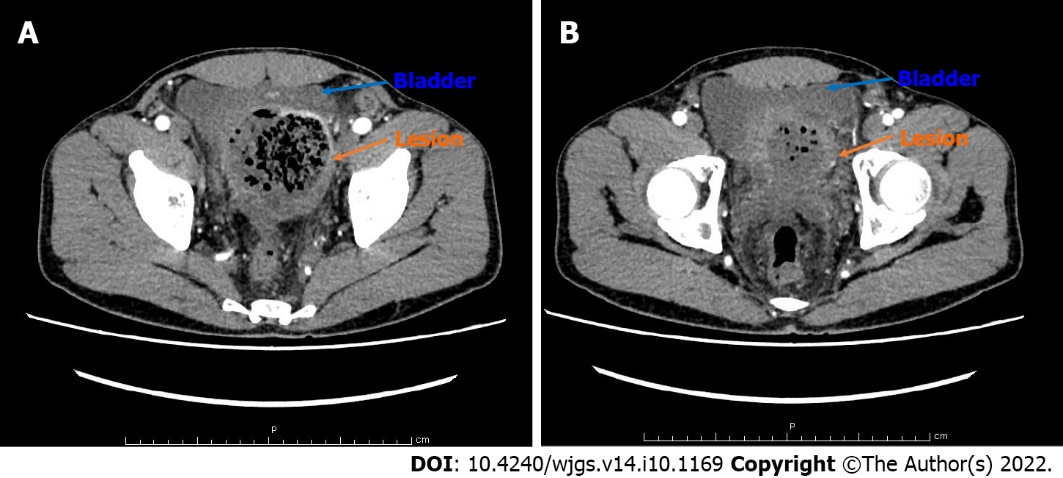 A
B
Bladder
Bladder
Lesion
Lesion
P
cm
P
cm
DOI: 10.4240/wjgs.v14.i10.1169 Copyright ©The Author(s) 2022.